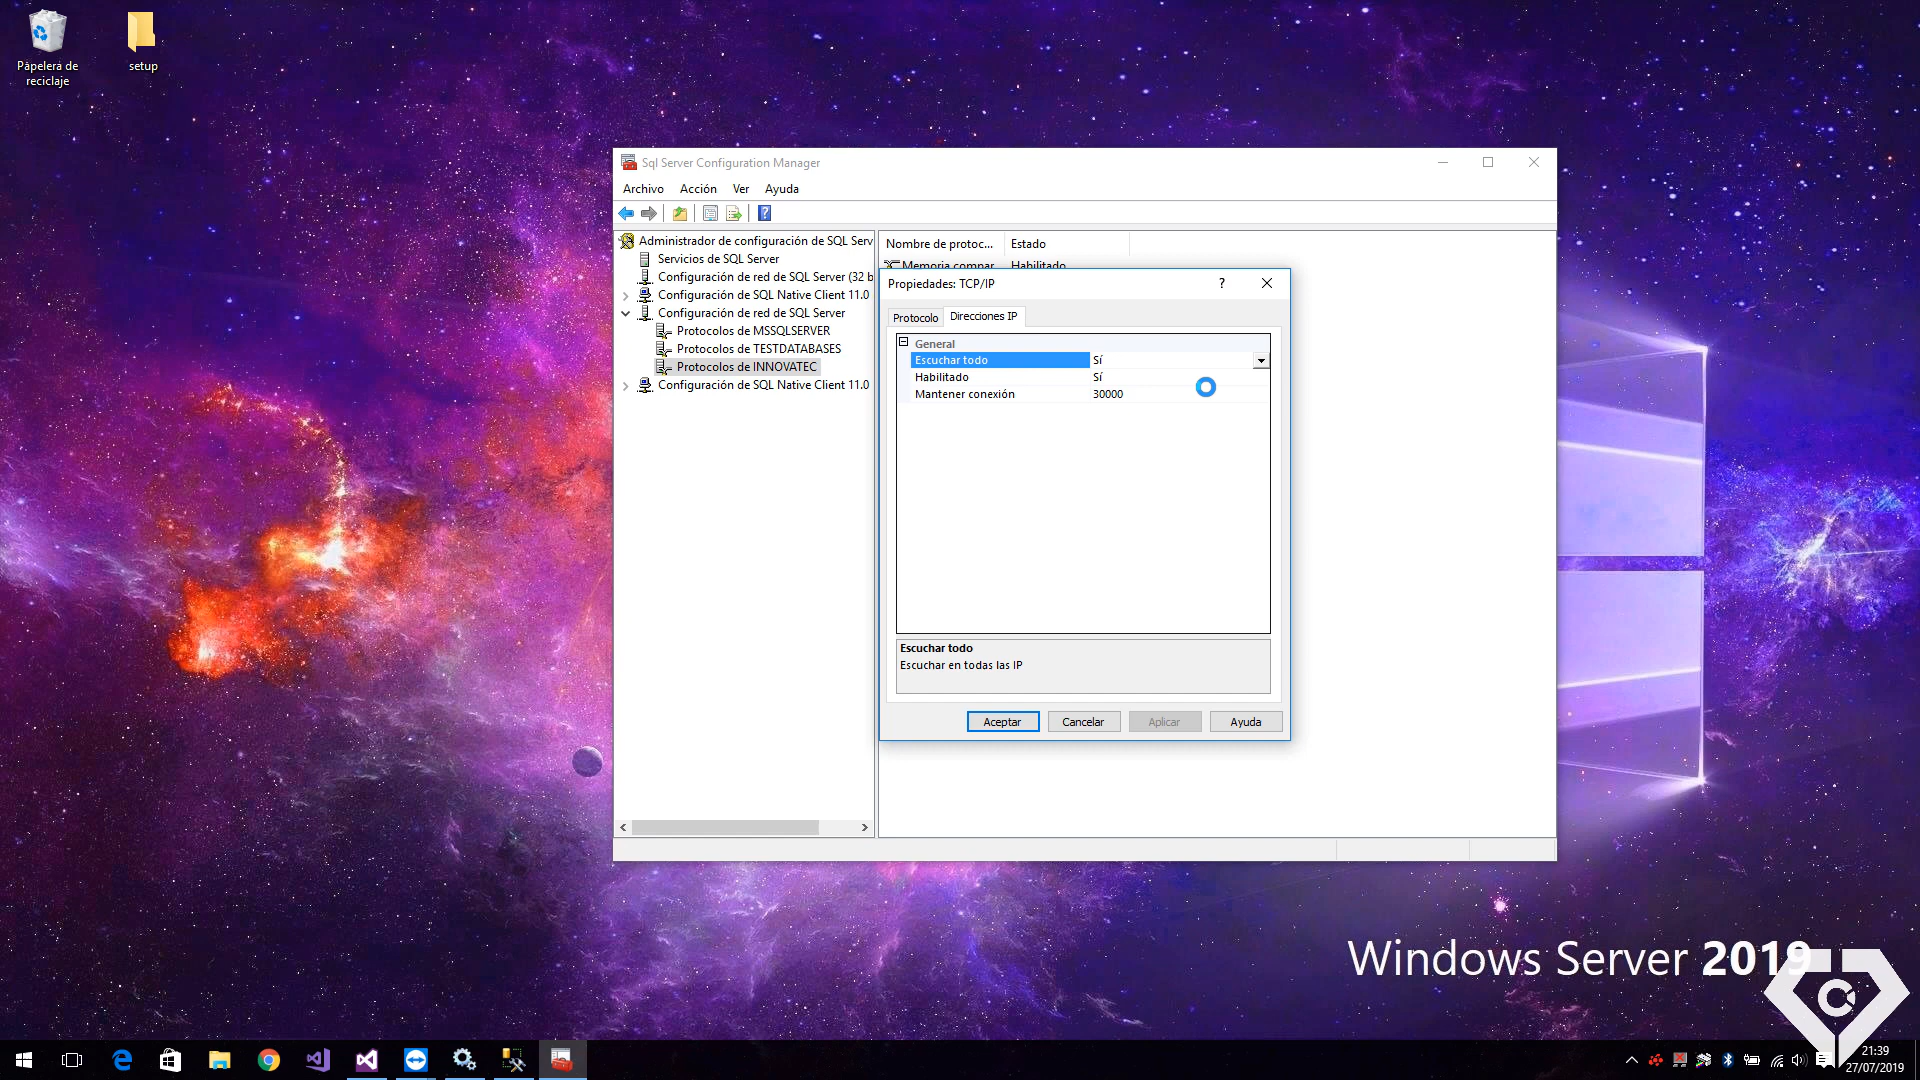 Papelera de
reciclaje
setup
Sql Server Configuration Manager
Archivo Acción Ver Ayuda
Administrador de configuración de SQL Serv
Servicios de SQL Server
Configuración de red de SQL Server (32 b
Configuración de SQL Native Client 11.0
Configuración de red de SQL Server
Protocolos de MSSQLSERVER
Protocolos de TESTDATABASES
Protocolos de INNOVATEC
Configuración de SQL Native Client 11.0
Nombre de protoc... Estado
Memoria compar Habilitado
Propiedades: TCP/IP
Protocolo Direcciones IP
General
Escuchar todo Sí
Habilitado Sí
Mantener conexión 30000
Escuchar todo
Escuchar en todas las IP
Aceptar Cancelar Aplicar Ayuda
Windows Server 2019
21:39
27/07/2019